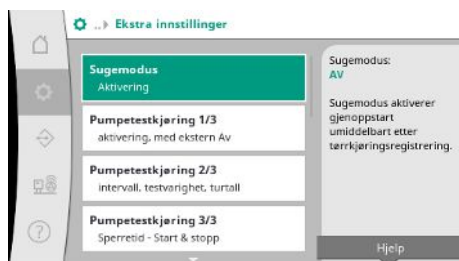 ..▸ Ekstra innstillinger
Sugemodus
Aktivering
Pumpetestkjøring 1/3
aktivering, med ekstern Av
Pumpetestkjøring 2/3
intervall, testvarighet, turtall
Pumpetestkjøring 3/3
Sperretid - Start & stopp
Sugemodus:
AV
Sugemodus aktiverer
gjenoppstart
umiddelbart etter
tørrkjøringsregistrering.
Hjelp